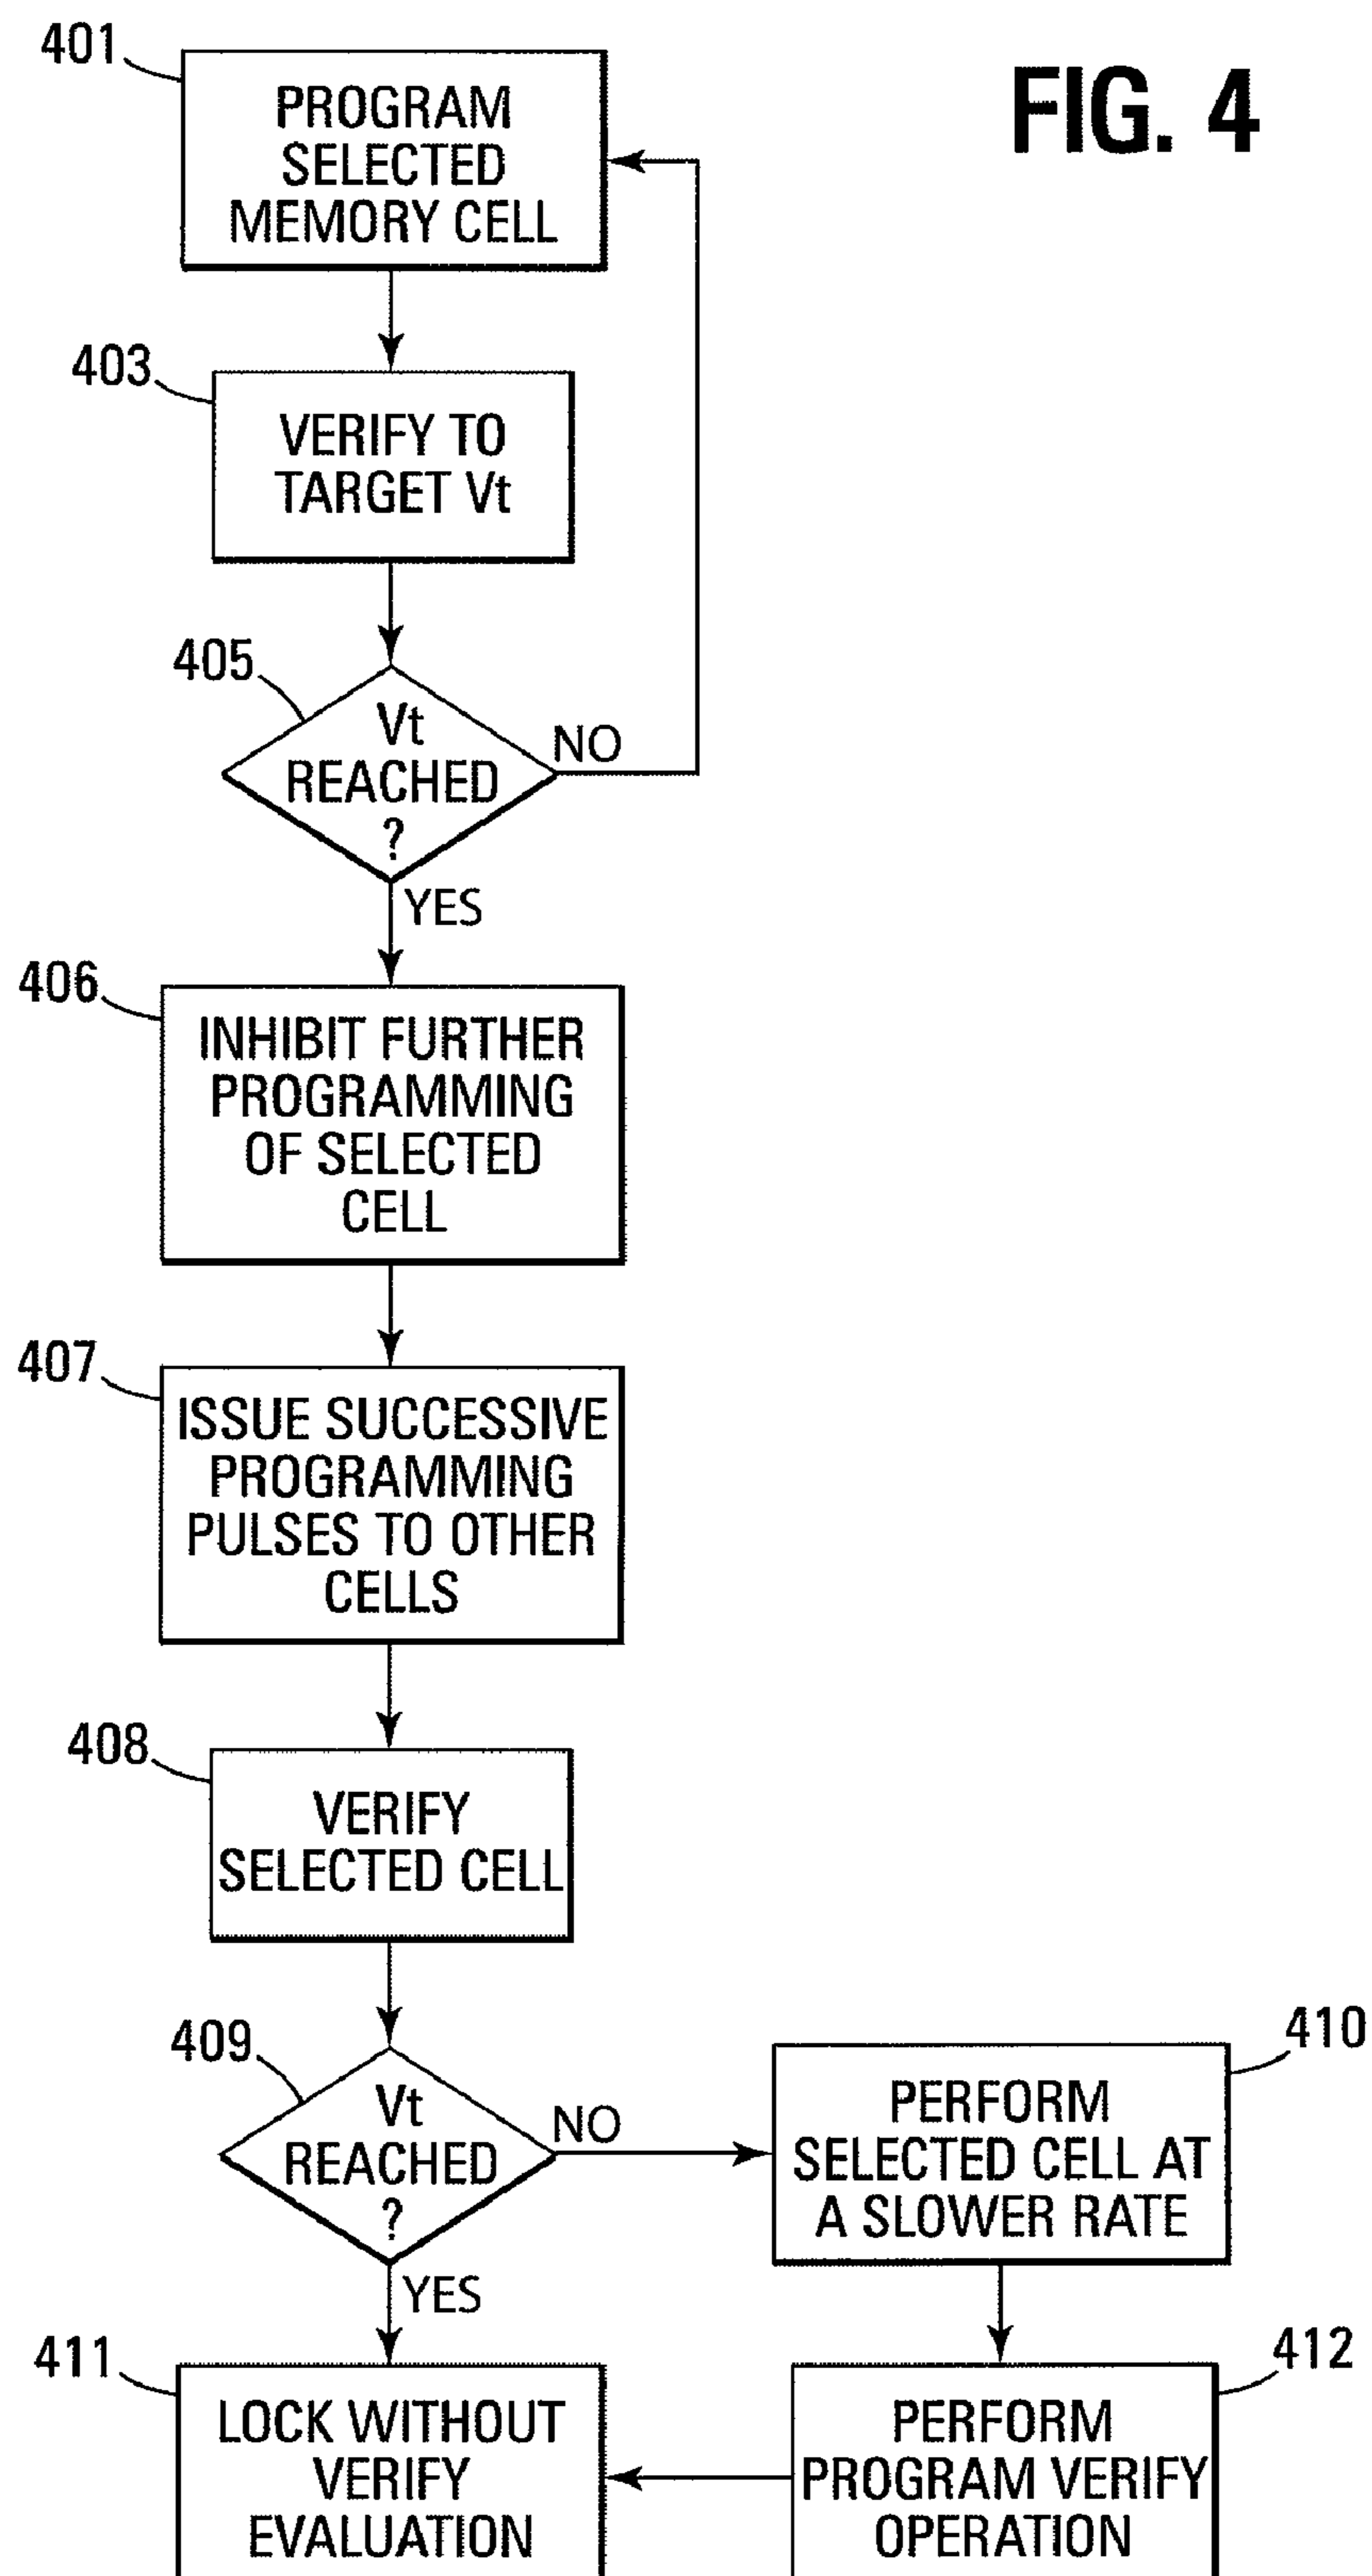 FIG. 4
401
PROGRAM
SELECTED
MEMORY CELL
403
VERIFY TO
TARGET Vt
405
Vt
REACHED
?
NO
YES
406
INHIBIT FURTHER
PROGRAMMING
OF SELECTED
CELL
407
ISSUE SUCCESSIVE
PROGRAMMING
PULSES TO OTHER
CELLS
408
VERIFY
SELECTED CELL
409
Vt
REACHED
?
NO
YES
410
PERFORM
SELECTED CELL AT
A SLOWER RATE
411
LOCK WITHOUT
VERIFY
EVALUATION
412
PERFORM
PROGRAM VERIFY
OPERATION